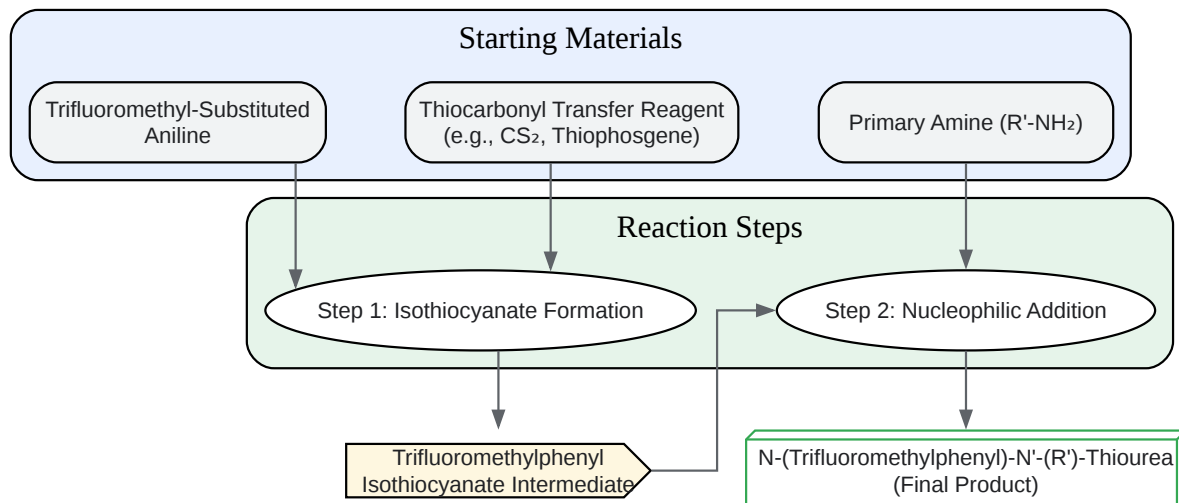 Starting Materials
Trifluoromethyl-Substituted
Aniline
Thiocarbonyl Transfer Reagent
(e.g., CS₂, Thiophosgene)
Primary Amine (R'-NH₂)
Reaction Steps
Step 1: Isothiocyanate Formation
Step 2: Nucleophilic Addition
Trifluoromethylphenyl
Isothiocyanate Intermediate
N-(Trifluoromethylphenyl)-N'-(R')-Thiourea
(Final Product)